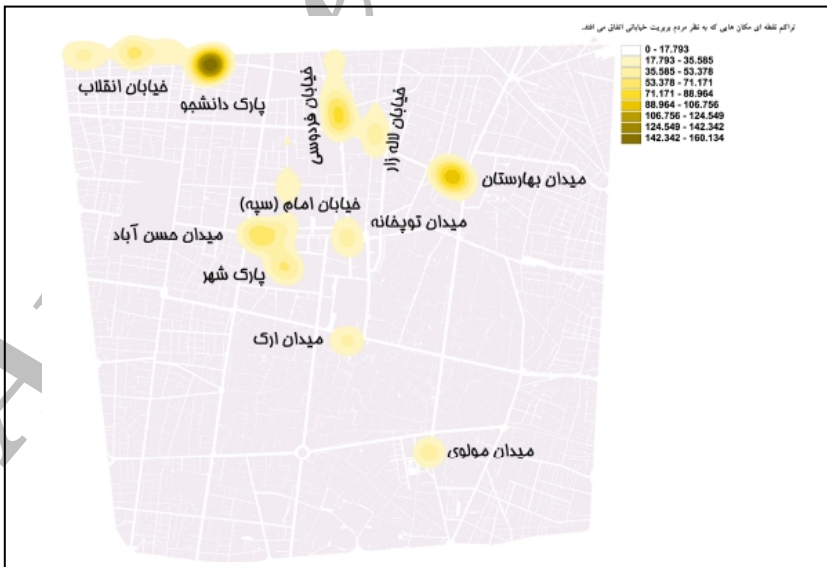 تراکم نقطه ای مکان هایی که به نظر مردم بربریت خیابانی اتفاق می افتد.
0 - 17.793
17.793 - 35.585
35.585 - 53.378
53.378 - 71.171
71.171 - 88.964
88.964 - 106.756
106.756 - 124.549
124.549 - 142.342
142.342 - 160.134
خیابان انقلاب
پارک دانشجو
خیابان فردوسی
خیابان لاله زار
میدان بهارستان
خیابان امام (سپه)
میدان توپخانه
میدان حسن آباد
پارک شهر
میدان ارک
میدان مولوی